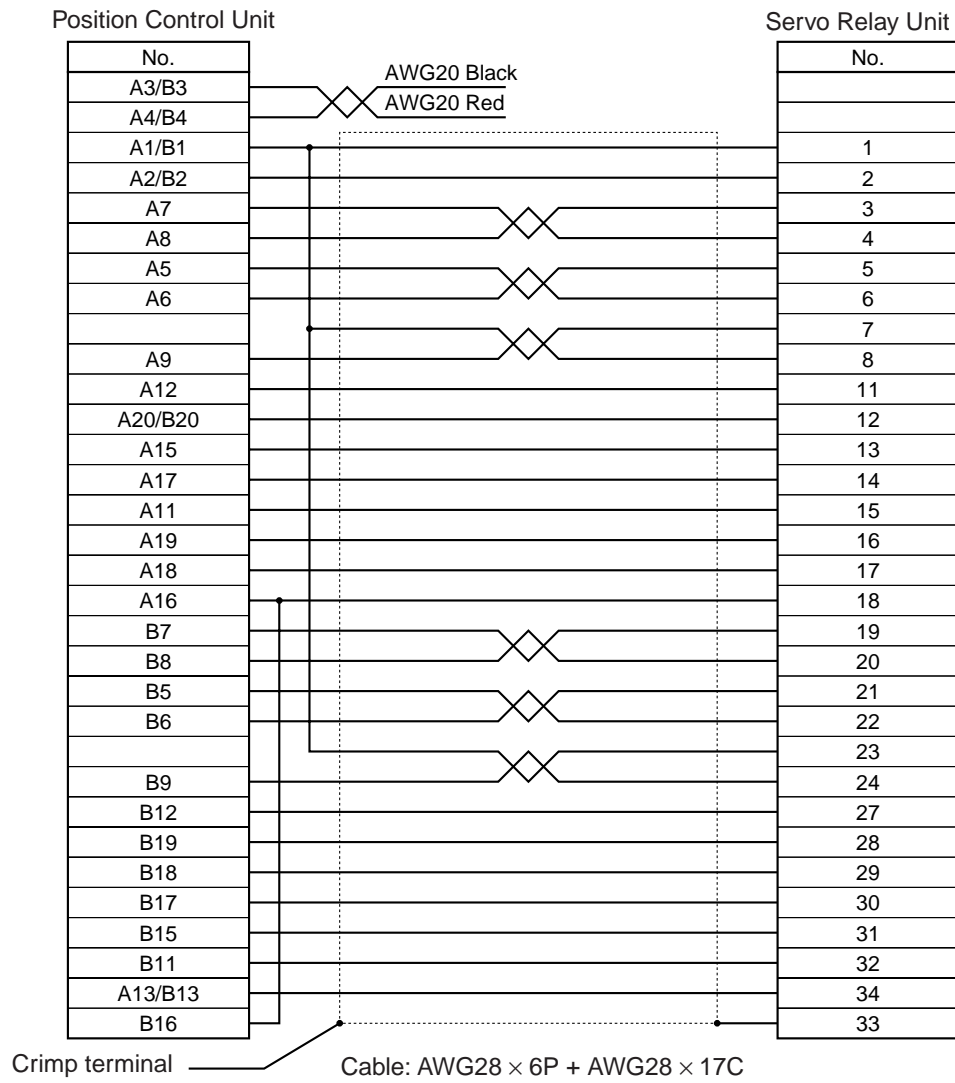 Position Control Unit Servo Relay Unit
No. No.
A3/B3 AWG20 Black
A4/B4 AWG20 Red
A1/B1 1
A2/B2 2
A7 3
A8 4
A5 5
A6 6
7
A9 8
A12 11
A20/B20 12
A15 13
A17 14
A11 15
A19 16
A18 17
A16 18
B7 19
B8 20
B5 21
B6 22
23
B9 24
B12 27
B19 28
B18 29
B17 30
B15 31
B11 32
A13/B13 34
B16 33
Crimp terminal Cable: AWG28 × 6P + AWG28 × 17C